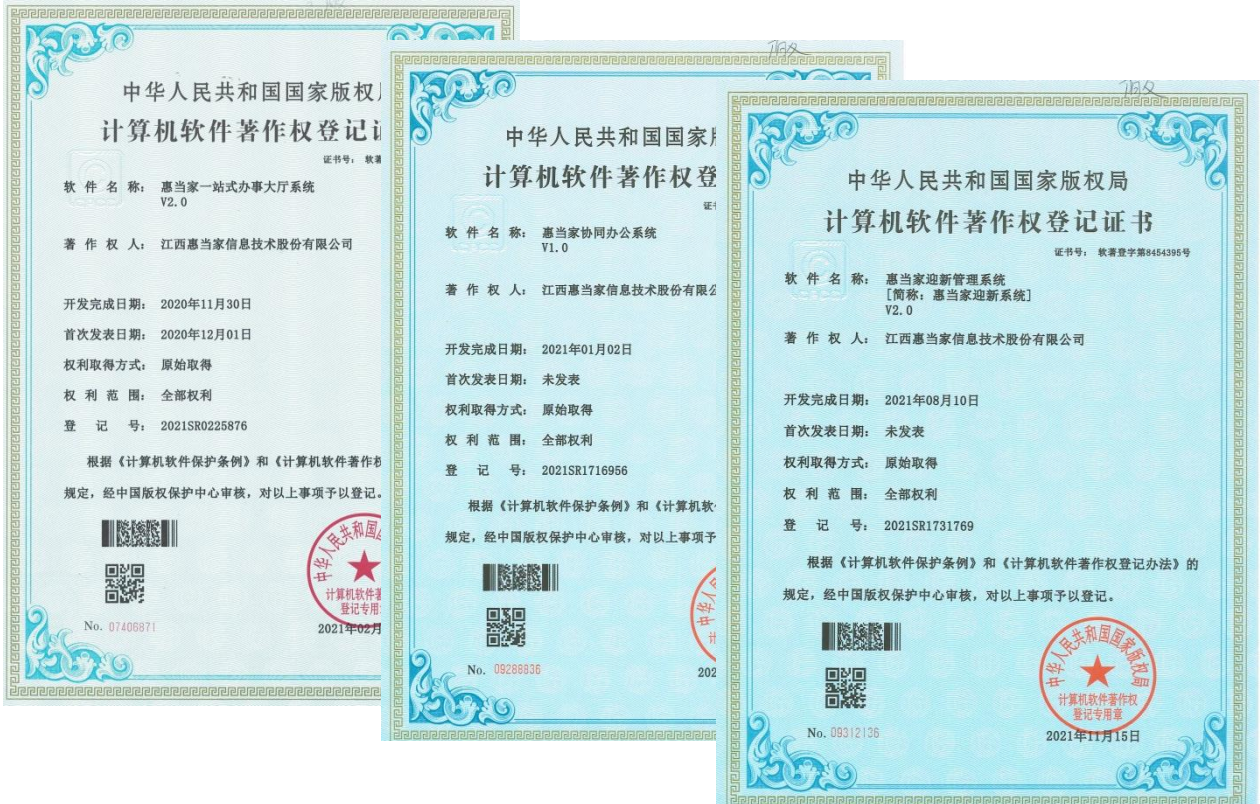 中华人民共和国国家版权
计算机软件著作权登记
证书号： 软著
软 件 名 称： 惠当家一站式办事大厅系统
V2.0
著 作 权 人： 江西惠当家信息技术股份有限公司
开发完成日期： 2020年11月30日
首次发表日期： 2020年12月01日
权利取得方式： 原始取得
权 利 范 围： 全部权利
登 记 号： 2021SR0225876
根据《计算机软件保护条例》和《计算机软件著作权
规定，经中国版权保护中心审核，对以上事项予以登记。
中华人民共和国
计算机软件著
登记专用章
No. 07406871
2021年02月
中华人民共和国国家
计算机软件著作权登
证
软 件 名 称： 惠当家协同办公系统
V1.0
著 作 权 人： 江西惠当家信息技术股份有限公
开发完成日期： 2021年01月02日
首次发表日期： 未发表
权利取得方式： 原始取得
权 利 范 围： 全部权利
登 记 号： 2021SR1716956
根据《计算机软件保护条例》和《计算机软
规定，经中国版权保护中心审核，对以上事项予
中华人
No. 09288836
202
中华人民共和国国家版权局
计算机软件著作权登记证书
证书号： 软著登字第8454395号
软 件 名 称： 惠当家迎新管理系统
[简称：惠当家迎新系统]
V2.0
著 作 权 人： 江西惠当家信息技术股份有限公司
开发完成日期： 2021年08月10日
首次发表日期： 未发表
权利取得方式： 原始取得
权 利 范 围： 全部权利
登 记 号： 2021SR1731769
根据《计算机软件保护条例》和《计算机软件著作权登记办法》的
规定，经中国版权保护中心审核，对以上事项予以登记。
中华人民共和国国家版权局
计算机软件著作权
登记专用章
No. 09312136
2021年11月15日